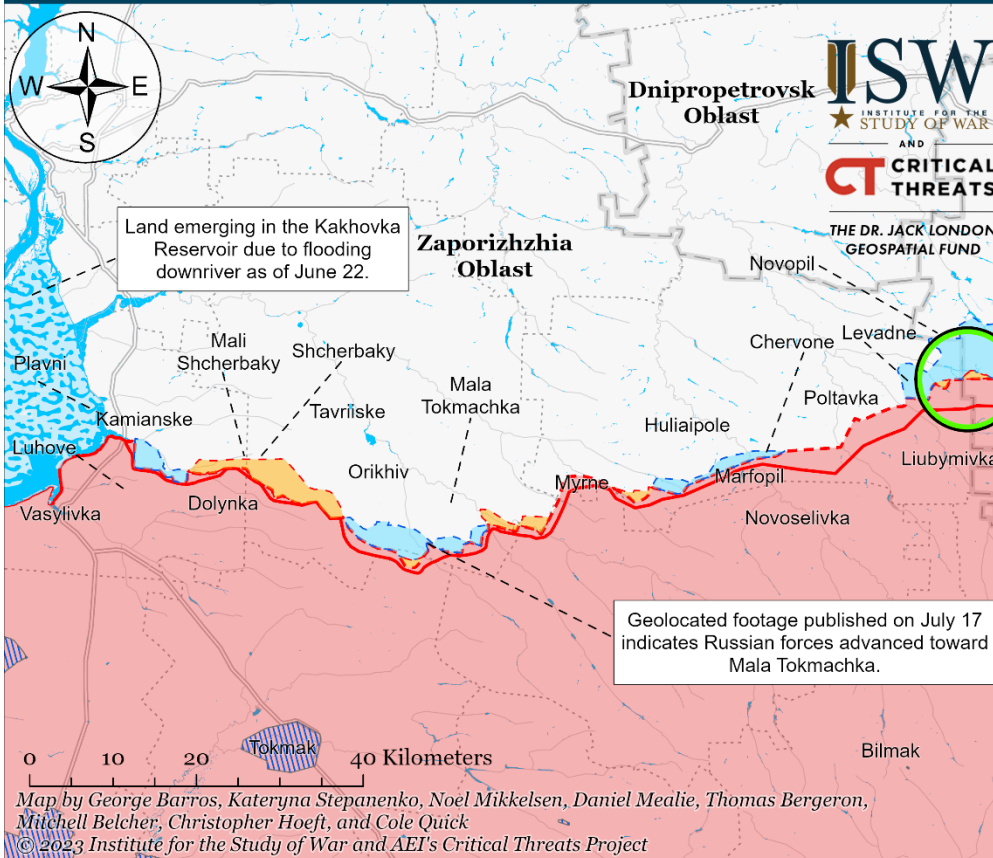 N
W
E
S
Dnipropetrovsk
Oblast
ISW
INSTITUTE FOR THE
STUDY OF WAR
AND
CT CRITICAL
THREATS
THE DR. JACK LONDON
GEOSPATIAL FUND
Land emerging in the Kakhovka
Reservoir due to flooding
downriver as of June 22.
Zaporizhzhia
Oblast
Novopil
Mali
Shcherbaky
Shcherbaky
Chervone
Levadne
Plavni
Mala
Tokmachka
Poltavka
Kamianske
Tavriiske
Huliaipole
Luhove
Orikhiv
Liubymivka
Vasylivka
Dolynka
Myrne
Marfopil
Novoselivka
Geolocated footage published on July 17
indicates Russian forces advanced toward
Mala Tokmachka.
Tokmak
Bilmak
0 10 20 40 Kilometers
Map by George Barros, Kateryna Stepanenko, Noel Mikkelsen, Daniel Mealie, Thomas Bergeron,
Mitchell Belcher, Christopher Hoeft, and Cole Quick
© 2023 Institute for the Study of War and AEI's Critical Threats Project